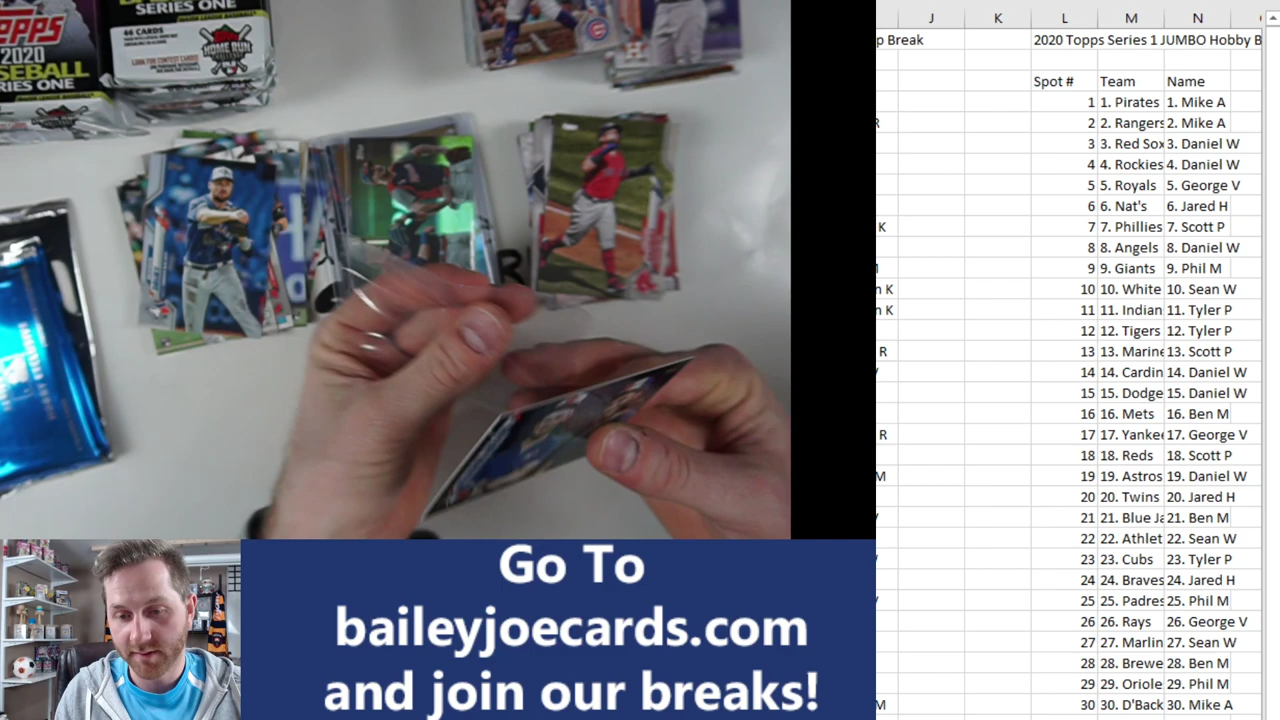 TOPPS
2020
BASEBALL
SERIES ONE
46 CARDS
HOME RUN
CHALLENGE
BASEBALL
SERIES ONE
R
Go To
baileyjoecards.com
and join our breaks!
J K L M N
p Break 2020 Topps Series 1 JUMBO Hobby B
Spot # Team Name
1 1. Pirates 1. Mike A
R 2 2. Rangers 2. Mike A
3 3. Red Sox 3. Daniel W
4 4. Rockies 4. Daniel W
5 5. Royals 5. George V
6 6. Nat's 6. Jared H
K 7 7. Phillies 7. Scott P
8 8. Angels 8. Daniel W
9 9. Giants 9. Phil M
n K 10 10. White 10. Sean W
n K 11 11. Indian 11. Tyler P
12 12. Tigers 12. Tyler P
R 13 13. Marine 13. Scott P
14 14. Cardin 14. Daniel W
15 15. Dodge 15. Daniel W
16 16. Mets 16. Ben M
R 17 17. Yankee 17. George V
18 18. Reds 18. Scott P
M 19 19. Astros 19. Daniel W
20 20. Twins 20. Jared H
21 21. Blue Ja 21. Ben M
22 22. Athlet 22. Sean W
23 23. Cubs 23. Tyler P
24 24. Braves 24. Jared H
25 25. Padres 25. Phil M
26 26. Rays 26. George V
27 27. Marlin 27. Sean W
28 28. Brewe 28. Ben M
29 29. Oriole 29. Phil M
M 30 30. D'Back 30. Mike A